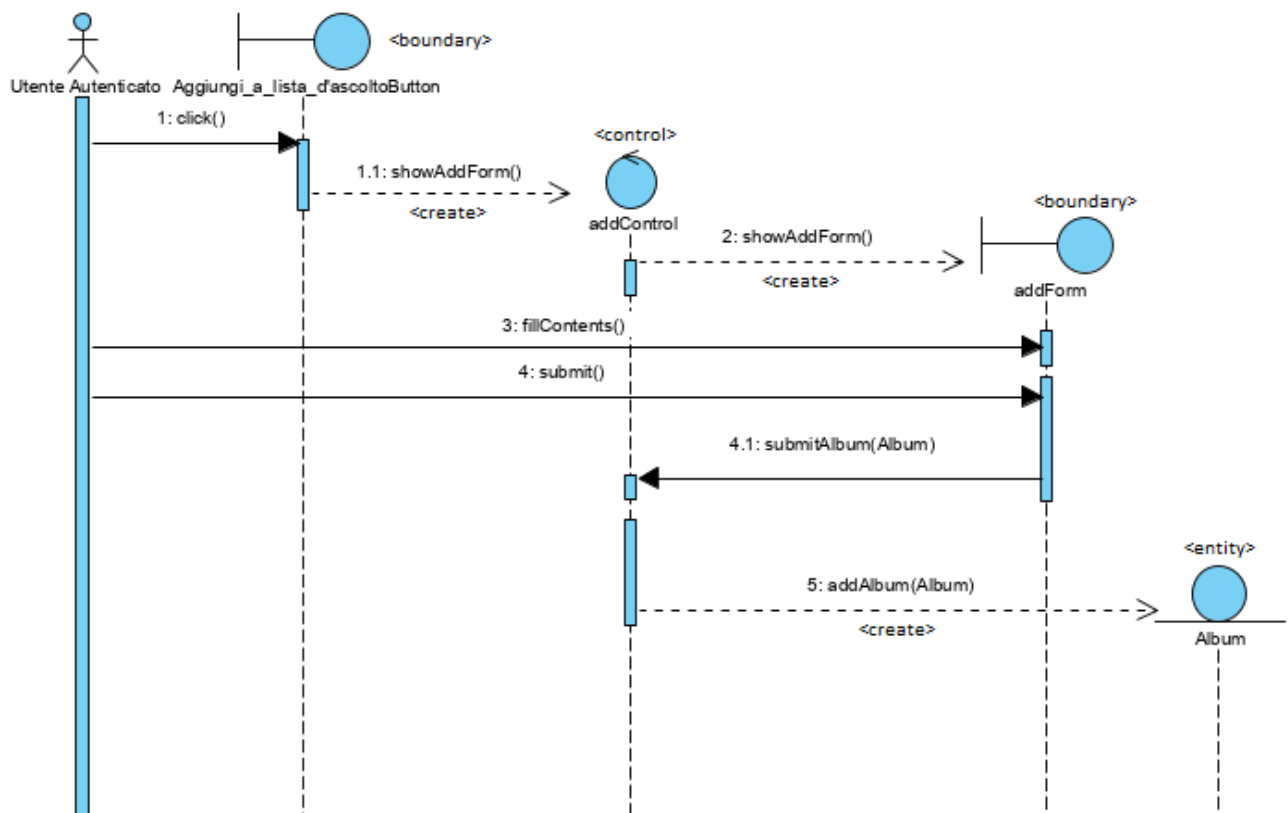 <boundary>
Utente Autenticato
Aggiungi_a_lista_d'ascoltoButton
1: click()
<control>
1.1: showAddForm()
<create>
addControl
<boundary>
2: showAddForm()
<create>
addForm
3: fillContents()
4: submit()
4.1: submitAlbum(Album)
<entity>
5: addAlbum(Album)
<create>
Album